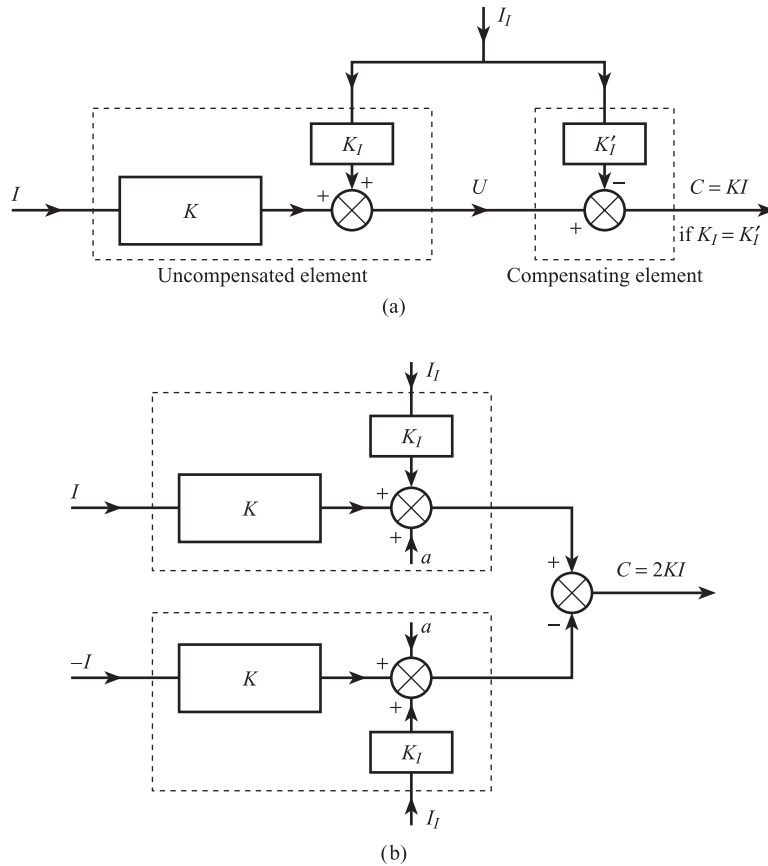 I_I
K_I
K′_I
+
−
I
K
+
U
+
C = KI
if K_I = K′_I
Uncompensated element
Compensating element
(a)
I_I
K_I
I
K
+
+
a
+
C = 2KI
−
a
−I
K
+
+
K_I
I_I
(b)